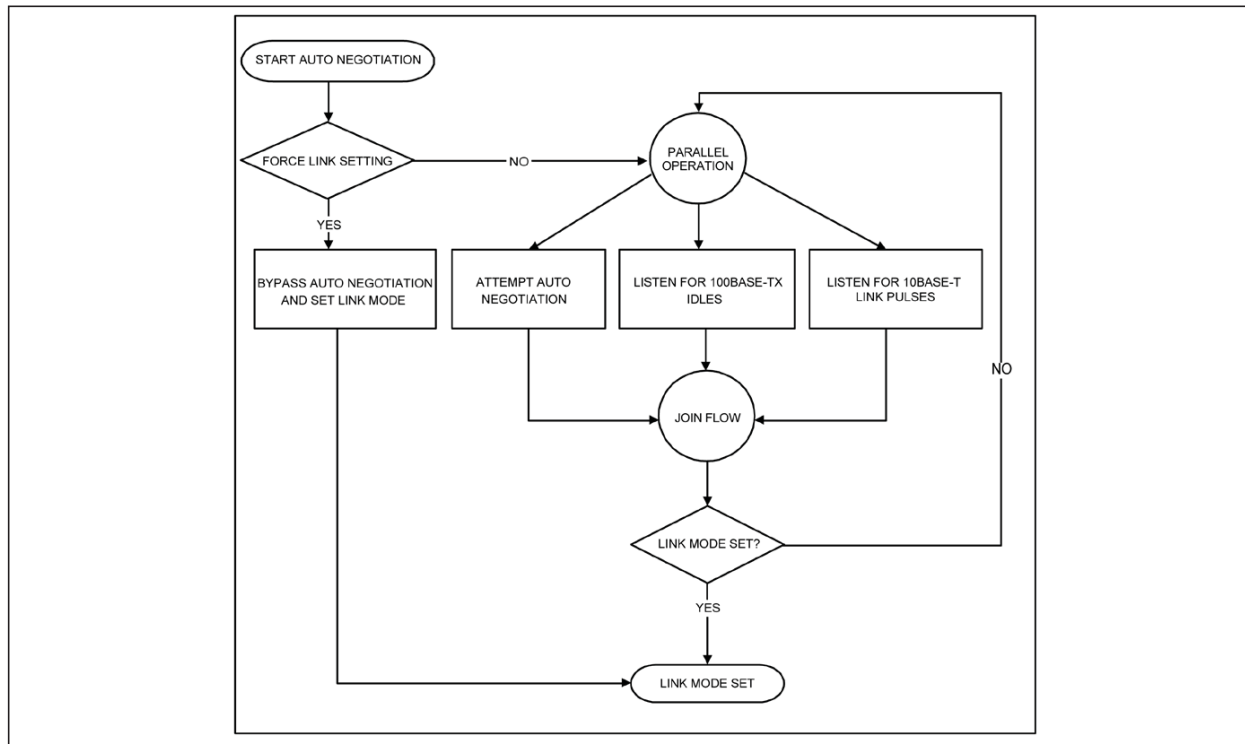 START AUTO NEGOTIATION
FORCE LINK SETTING
NO
PARALLEL
OPERATION
YES
BYPASS AUTO NEGOTIATION
AND SET LINK MODE
ATTEMPT AUTO
NEGOTIATION
LISTEN FOR 100BASE-TX
IDLES
LISTEN FOR 10BASE-T
LINK PULSES
NO
JOIN FLOW
LINK MODE SET?
YES
LINK MODE SET